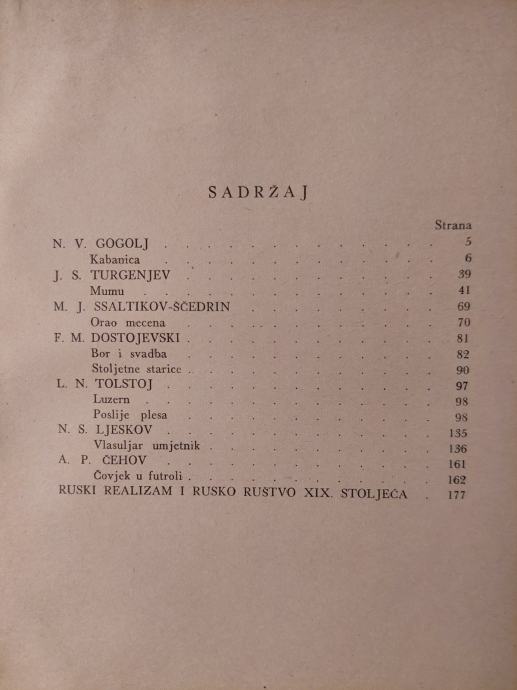 SADRŽAJ
Strana
N. V. GOGOLJ . . . . . . . . . . . . . 5
Kabanica . . . . . . . . . . . . . 6
J. S. TURGENJEV . . . . . . . . . . . . 39
Mumu . . . . . . . . . . . . . 41
M. J. SSALTIKOV-ŠČEDRIN . . . . . . . . . 69
Orao mecena . . . . . . . . . . . 70
F. M. DOSTOJEVSKI . . . . . . . . . . . 81
Bor i svadba . . . . . . . . . . . 82
Stoljetne starice . . . . . . . . . . 90
L. N. TOLSTOJ . . . . . . . . . . . . 97
Luzern . . . . . . . . . . . . . 98
Poslije plesa . . . . . . . . . . . 98
N. S. LJESKOV . . . . . . . . . . . . 135
Vlasuljar umjetnik . . . . . . . . . . 136
A. P. ČEHOV . . . . . . . . . . . . 161
Čovjek u futroli . . . . . . . . . . 162
RUSKI REALIZAM I RUSKO RUŠTVO XIX. STOLJEĆA . 177